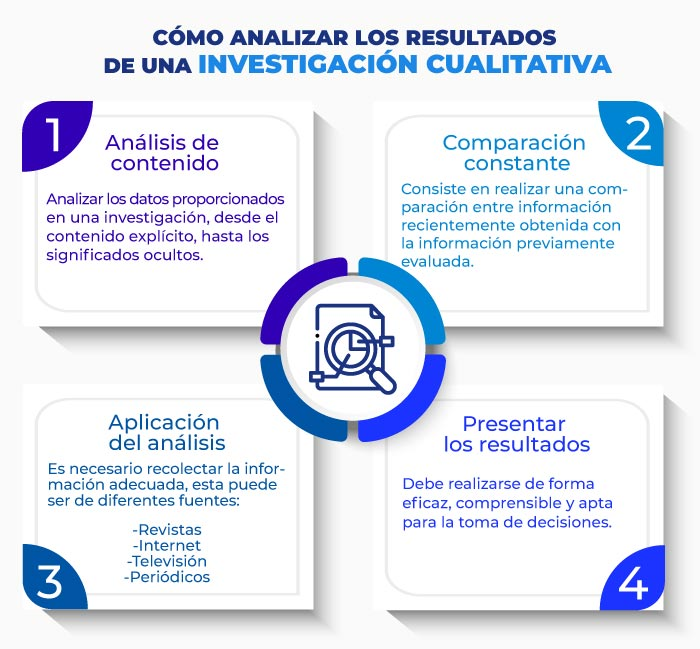 CÓMO ANALIZAR LOS RESULTADOS
DE UNA INVESTIGACIÓN CUALITATIVA
1
Análisis de
contenido
Analizar los datos proporcionados
en una investigación, desde el
contenido explícito, hasta los
significados ocultos.
2
Comparación
constante
Consiste en realizar una com-
paración entre información
recientemente obtenida con
la información previamente
evaluada.
3
Aplicación
del análisis
Es necesario recolectar la infor-
mación adecuada, esta puede
ser de diferentes fuentes:
-Revistas
-Internet
-Televisión
-Periódicos
4
Presentar
los resultados
Debe realizarse de forma
eficaz, comprensible y apta
para la toma de decisiones.